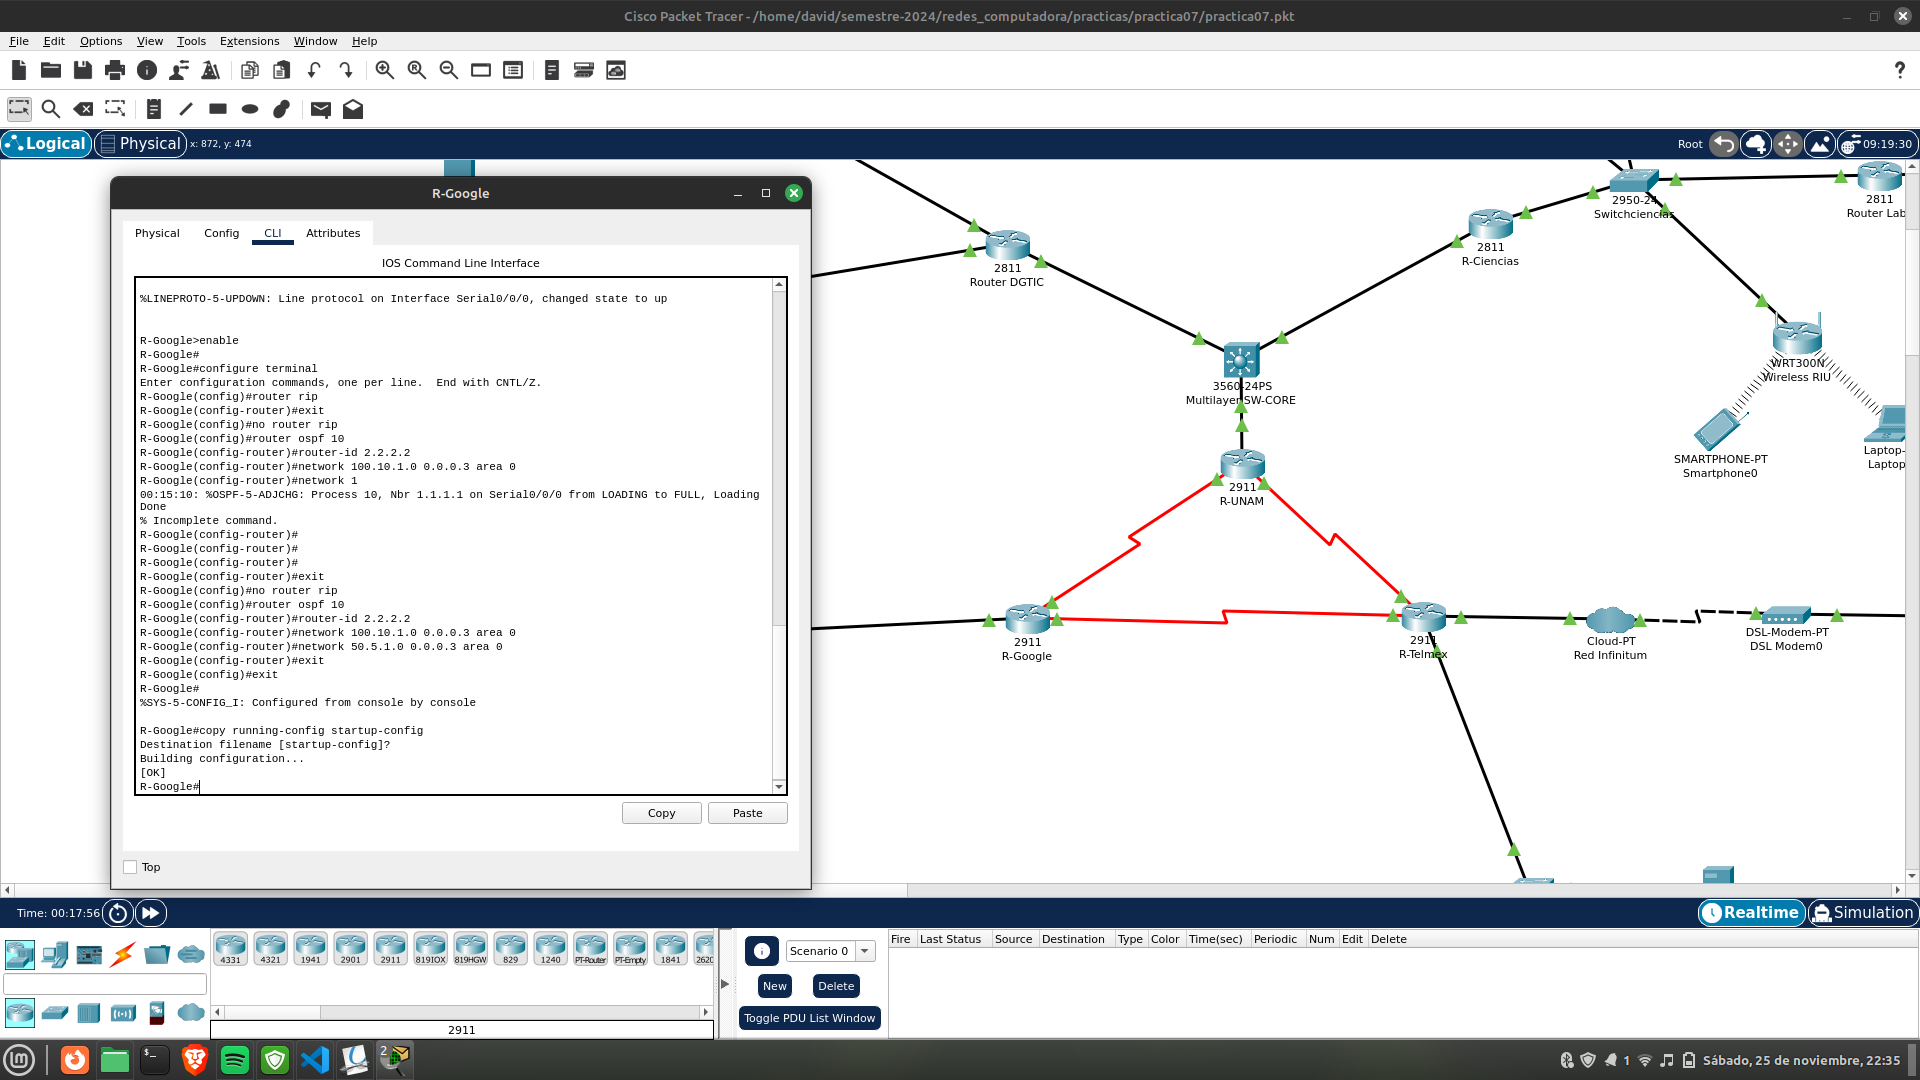 Cisco Packet Tracer - /home/david/semestre-2024/redes_computadora/practicas/practica07/practica07.pkt
File Edit Options View Tools Extensions Window Help
Logical Physical x: 872, y: 474 Root 09:19:30
R-Google
Physical Config CLI Attributes
IOS Command Line Interface
%LINEPROTO-5-UPDOWN: Line protocol on Interface Serial0/0/0, changed state to up
R-Google>enable
R-Google#
R-Google#configure terminal
Enter configuration commands, one per line.  End with CNTL/Z.
R-Google(config)#router rip
R-Google(config-router)#exit
R-Google(config)#no router rip
R-Google(config)#router ospf 10
R-Google(config-router)#router-id 2.2.2.2
R-Google(config-router)#network 100.10.1.0 0.0.0.3 area 0
R-Google(config-router)#network 1
00:15:10: %OSPF-5-ADJCHG: Process 10, Nbr 1.1.1.1 on Serial0/0/0 from LOADING to FULL, Loading
Done
% Incomplete command.
R-Google(config-router)#
R-Google(config-router)#
R-Google(config-router)#
R-Google(config-router)#exit
R-Google(config)#no router rip
R-Google(config)#router ospf 10
R-Google(config-router)#router-id 2.2.2.2
R-Google(config-router)#network 100.10.1.0 0.0.0.3 area 0
R-Google(config-router)#network 50.5.1.0 0.0.0.3 area 0
R-Google(config-router)#exit
R-Google(config)#exit
R-Google#
%SYS-5-CONFIG_I: Configured from console by console
R-Google#copy running-config startup-config
Destination filename [startup-config]?
Building configuration...
[OK]
R-Google#
Copy Paste
Top
2811
Router DGTIC
2811
R-Ciencias
2950-24
Switchciencias
2811
Router Lab
3560-24PS
Multilayer SW-CORE
WRT300N
Wireless RIU
SMARTPHONE-PT
Smartphone0
Laptop-
Laptop
2911
R-UNAM
2911
R-Google
2911
R-Telmex
Cloud-PT
Red Infinitum
DSL-Modem-PT
DSL Modem0
Time: 00:17:56 Realtime Simulation
4331 4321 1941 2901 2911 819IOX 819HGW 829 1240 PT-Router PT-Empty 1841 2620
2911
Scenario 0
New Delete
Toggle PDU List Window
Fire Last Status Source Destination Type Color Time(sec) Periodic Num Edit Delete
2
1 Sábado, 25 de noviembre, 22:35